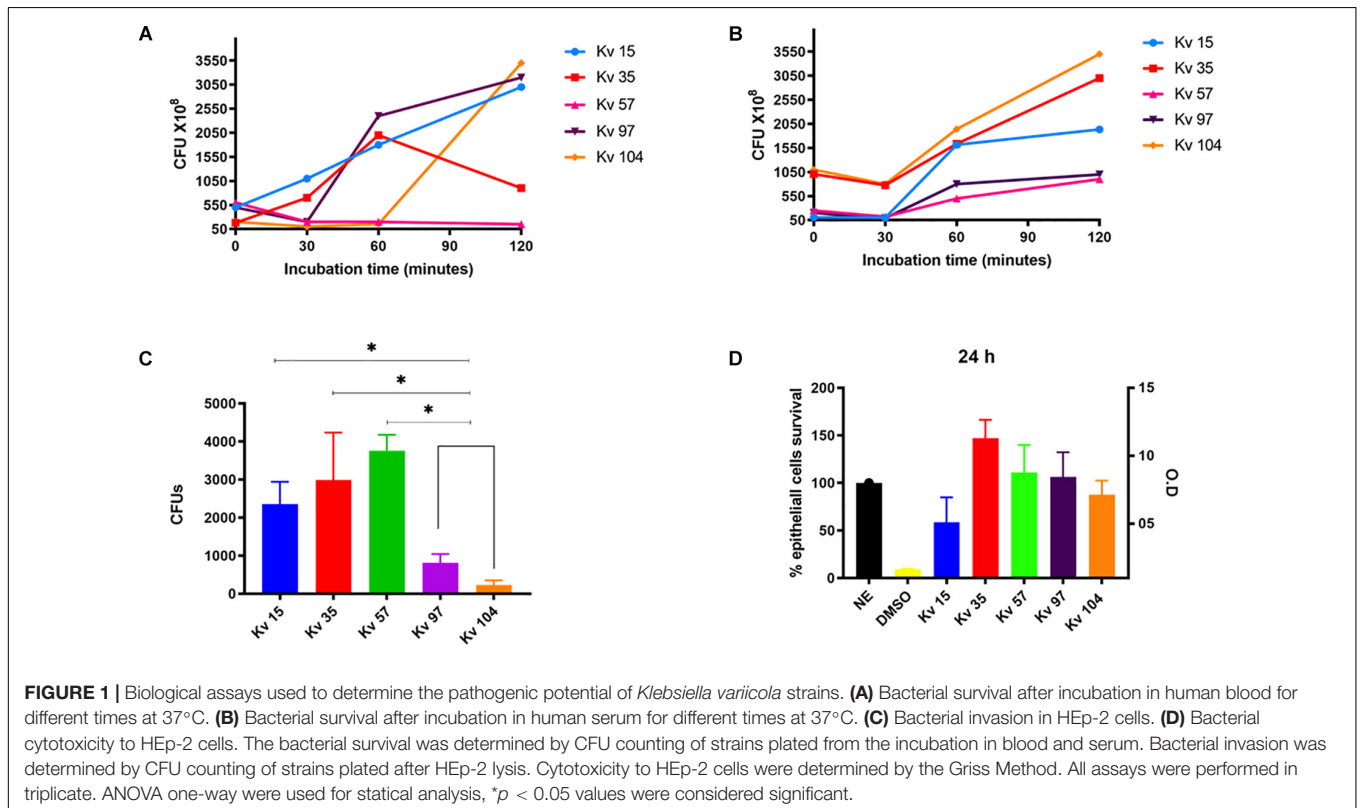 A
CFU X10⁸
3550
3050
2550
2050
1550
1050
550
50
0
30
60
90
120
Incubation time (minutes)
Kv 15
Kv 35
Kv 57
Kv 97
Kv 104
B
CFU X10⁸
3550
3050
2550
2050
1550
1050
550
50
0
30
60
90
120
Incubation time (minutes)
Kv 15
Kv 35
Kv 57
Kv 97
Kv 104
C
*
*
*
CFUs
5000
4000
3000
2000
1000
0
Kv 15
Kv 35
Kv 57
Kv 97
Kv 104
D
24 h
% epitheliall cells survival
200
150
100
50
0
15
10
05
O.D
NE
DMSO
Kv 15
Kv 35
Kv 57
Kv 97
Kv 104
FIGURE 1 | Biological assays used to determine the pathogenic potential of Klebsiella variicola strains. (A) Bacterial survival after incubation in human blood for
different times at 37°C. (B) Bacterial survival after incubation in human serum for different times at 37°C. (C) Bacterial invasion in HEp-2 cells. (D) Bacterial
cytotoxicity to HEp-2 cells. The bacterial survival was determined by CFU counting of strains plated from the incubation in blood and serum. Bacterial invasion was
determined by CFU counting of strains plated after HEp-2 lysis. Cytotoxicity to HEp-2 cells were determined by the Griss Method. All assays were performed in
triplicate. ANOVA one-way were used for statical analysis, *p < 0.05 values were considered significant.